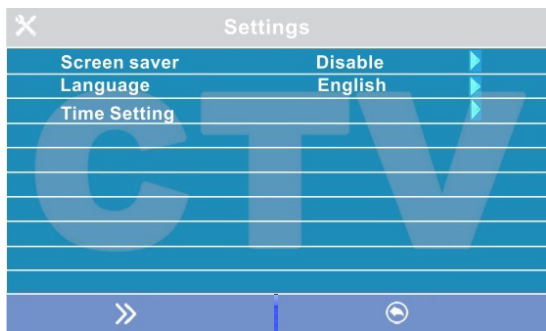 Settings
Screen saver Disable
Language English
Time Setting
CTV